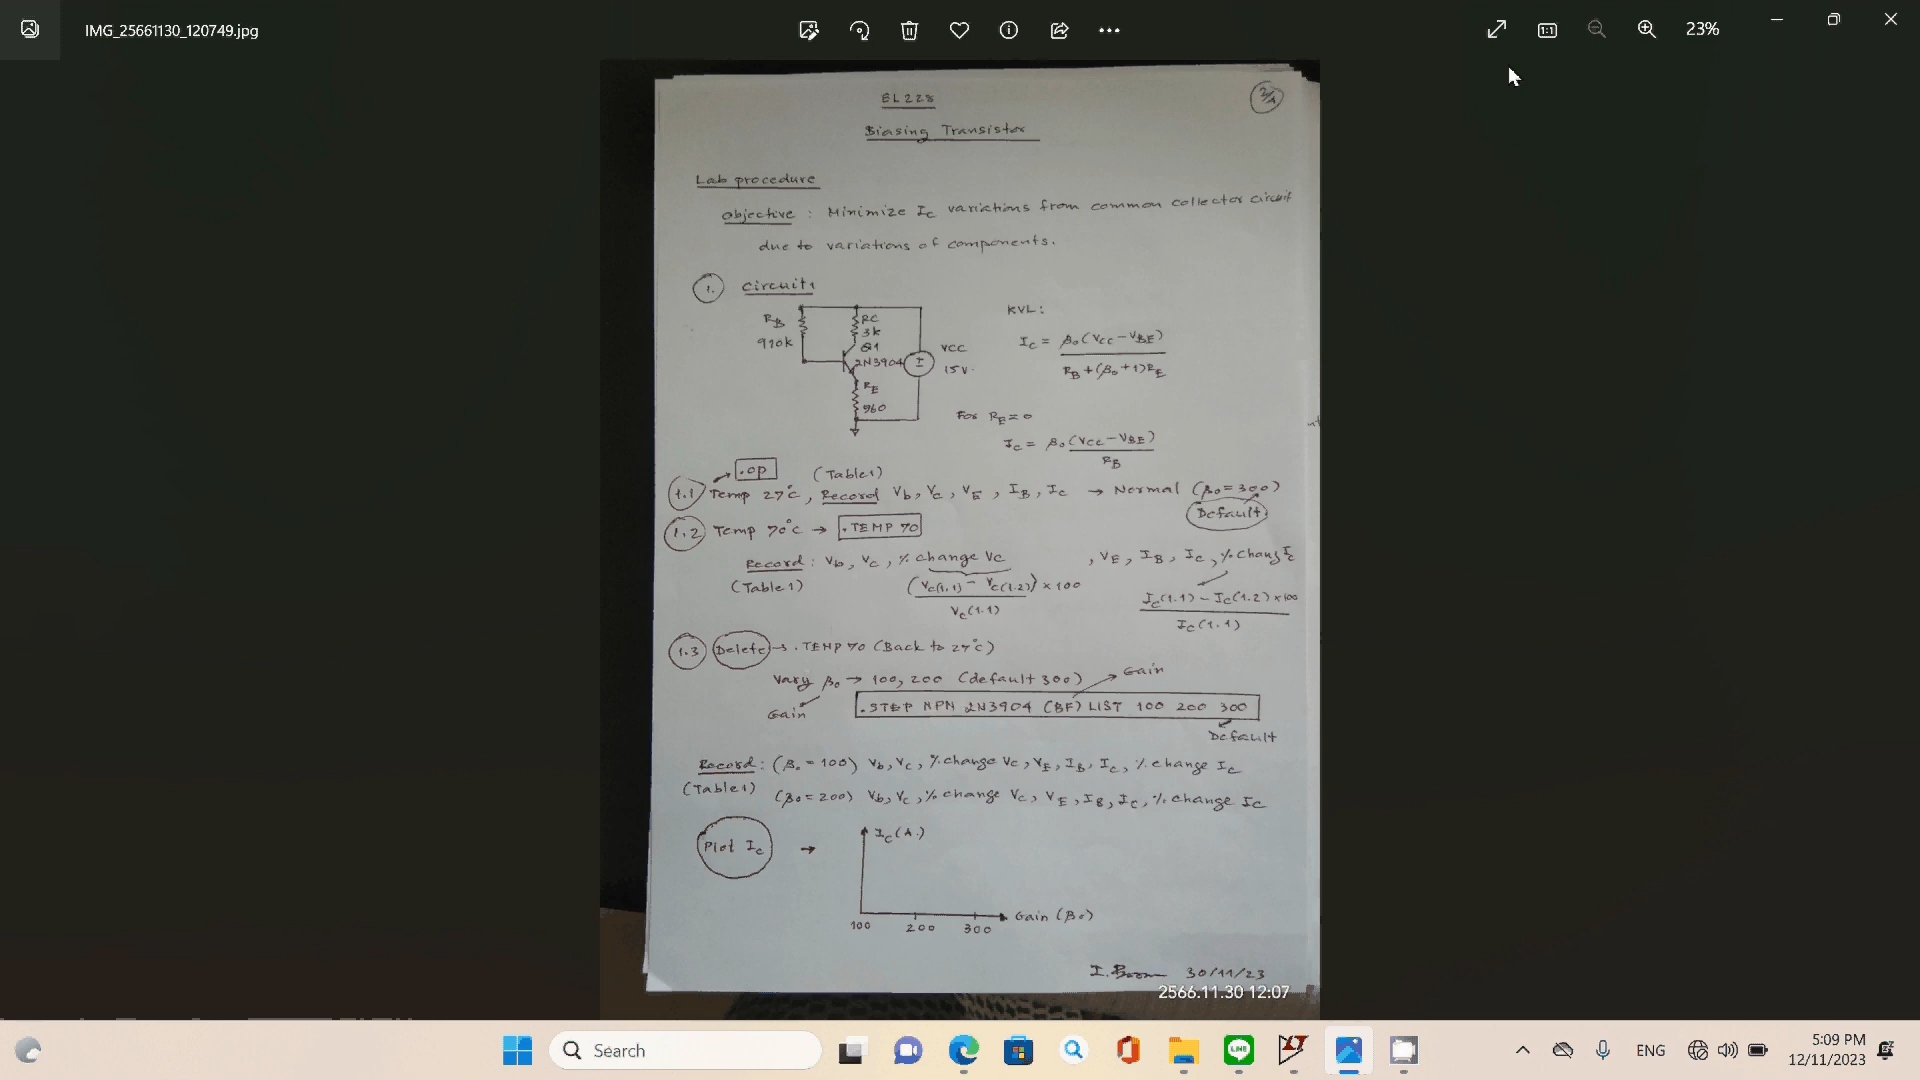 IMG_25661130_120749.jpg
23%
EL228
2/4
Biasing Transistor
Lab procedure
Objective : Minimize Ic variations from common collector circuit
due to variations of components.
1. Circuit 1
RB
910k
RC
3k
Q1
2N3904
RE
960
VCC
15V.
KVL:
Ic = β₀(Vcc-VBE)
RB+(β₀+1)RE
For RE=0
Ic = β₀(Vcc-VBE)
RB
.op (Table1)
1.1 Temp 27°c, Record Vb, Vc, VE, IB, Ic → Normal (β₀=300)
Default
1.2 Temp 70°c → .TEMP 70
Record : Vb, Vc, % change Vc , VE, IB, Ic, % chang Ic
(Table1)
(Vc(1.1) - Vc(1.2)) × 100
Vc(1.1)
Ic(1.1) - Ic(1.2) × 100
Ic(1.1)
1.3 Delete → .TEMP 70 (Back to 27°c)
Vary β₀ → 100, 200 (default 300) Gain
Gain .STEP NPN 2N3904 (BF) LIST 100 200 300
Default
Record : (β₀ = 100) Vb, Vc, % change Vc, VE, IB, Ic, % change Ic
(Table1) (β₀ = 200) Vb, Vc, % change Vc, VE, IB, Ic, % change Ic
Plot Ic →
Ic (A.)
Gain (β₀)
100 200 300
30/11/23
2566.11.30 12:07
Search
ENG
5:09 PM
12/11/2023